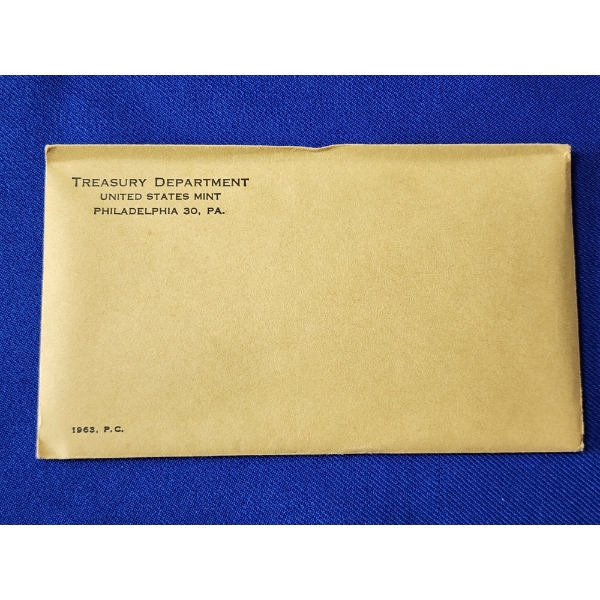 TREASURY DEPARTMENT
UNITED STATES MINT
PHILADELPHIA 30, PA.
1963, P.C.